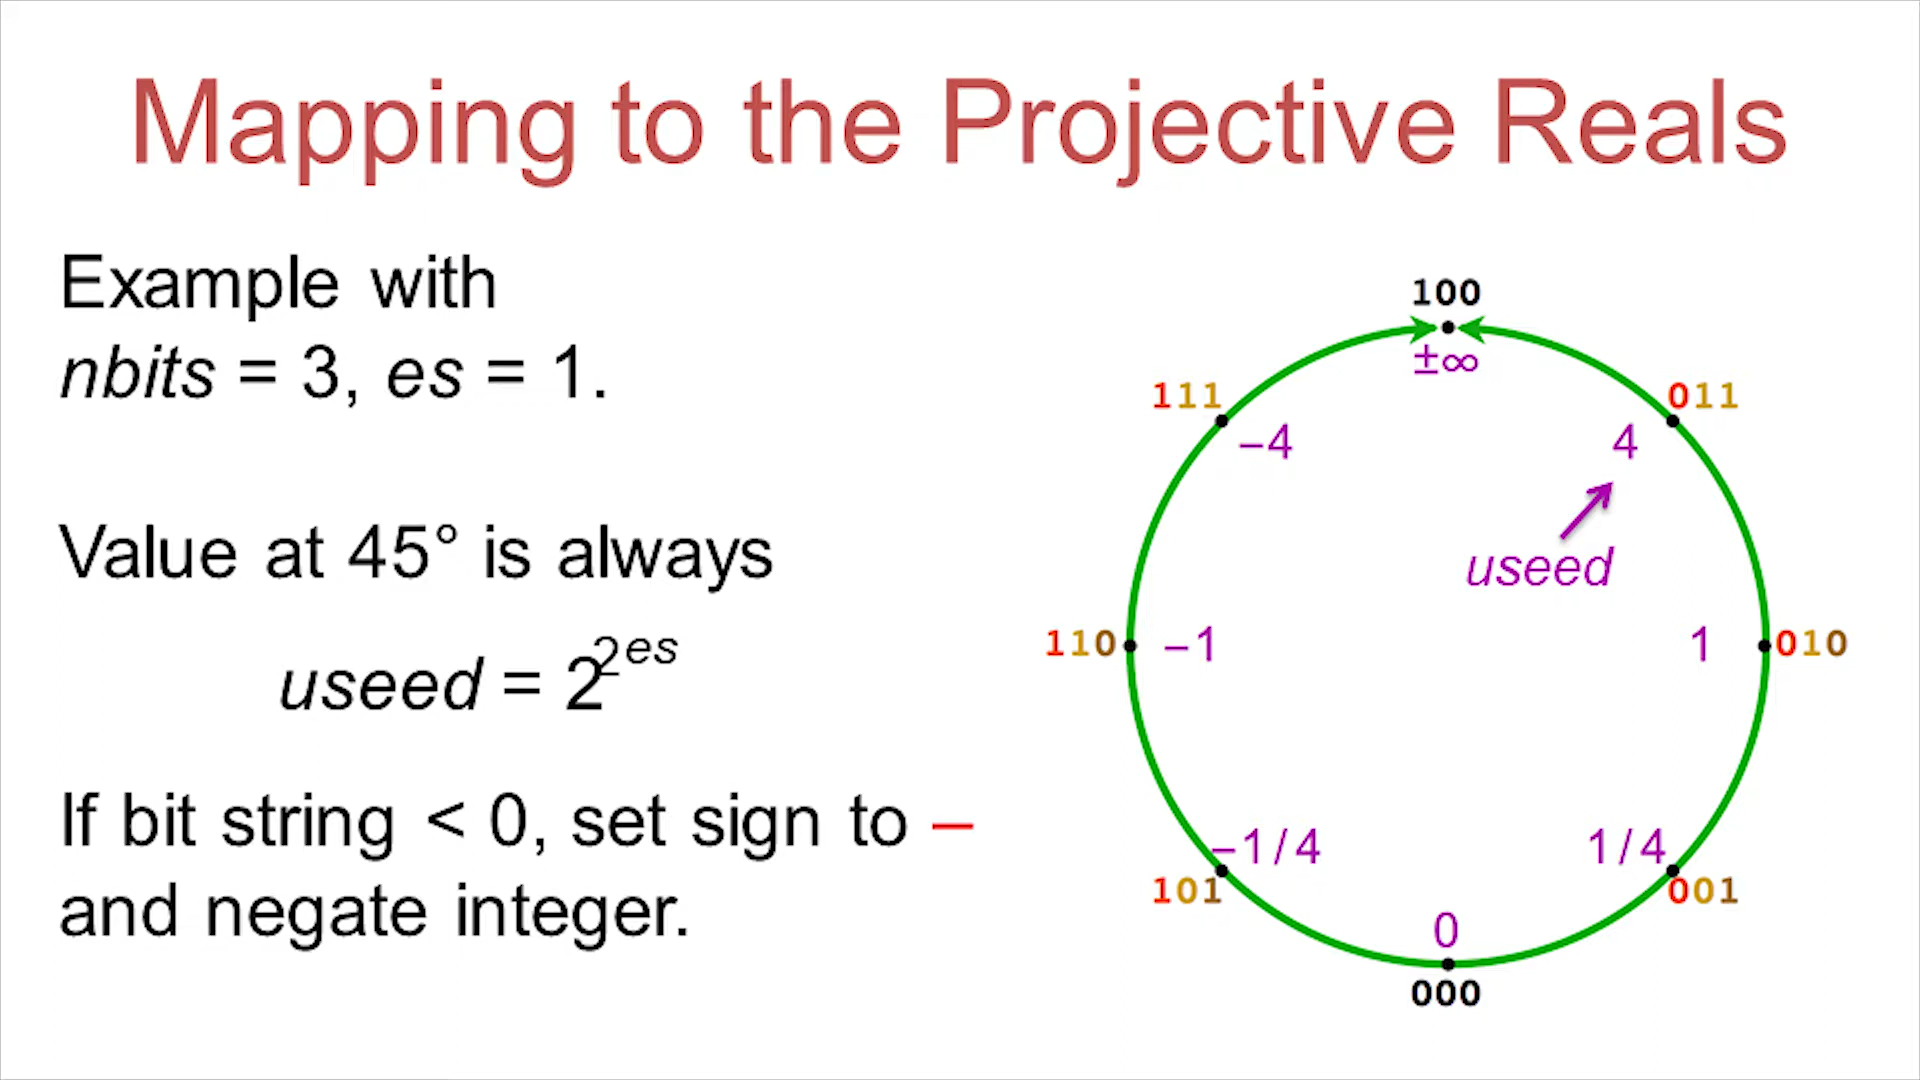 Mapping to the Projective Reals
Example with
nbits = 3, es = 1.
Value at 45° is always
useed = 2^2^es
If bit string < 0, set sign to –
and negate integer.
100
±∞
111
011
–4
4
useed
110
–1
1
010
–1/4
1/4
101
001
0
000